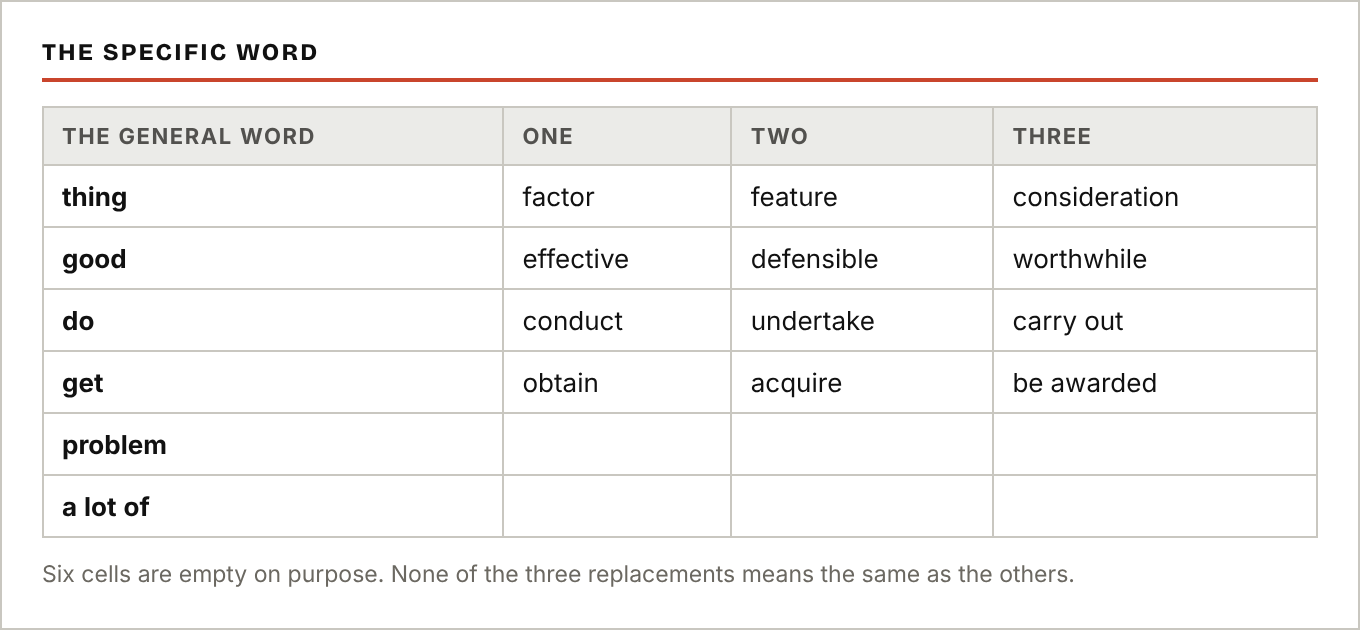 THE SPECIFIC WORD
THE GENERAL WORD ONE TWO THREE
thing factor feature consideration
good effective defensible worthwhile
do conduct undertake carry out
get obtain acquire be awarded
problem
a lot of
Six cells are empty on purpose. None of the three replacements means the same as the others.